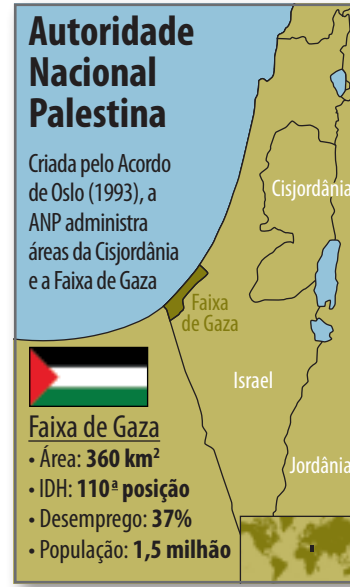 Autoridade
Nacional
Palestina
Criada pelo Acordo
de Oslo (1993), a
ANP administra
áreas da Cisjordânia
e a Faixa de Gaza
Cisjordânia
Faixa
de Gaza
Israel
Jordânia
Faixa de Gaza
• Área: 360 km²
• IDH: 110ª posição
• Desemprego: 37%
• População: 1,5 milhão